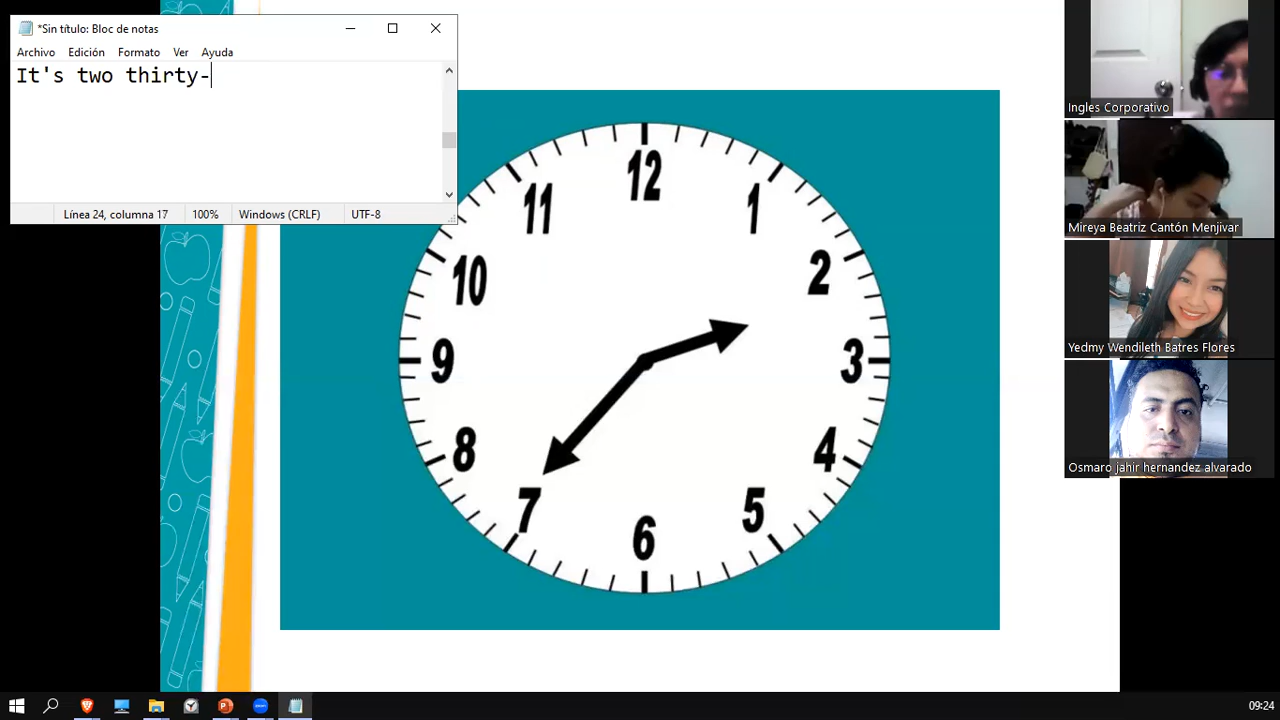 *Sin título: Bloc de notas
Archivo Edición Formato Ver Ayuda
It's two thirty-
Línea 24, columna 17 100% Windows (CRLF) UTF-8
12
11 1
10 2
9 3
8 4
7 5
6
Ingles Corporativo
Mireya Beatriz Cantón Menjivar
Yedmy Wendileth Batres Flores
Osmaro jahir hernandez alvarado
09:24